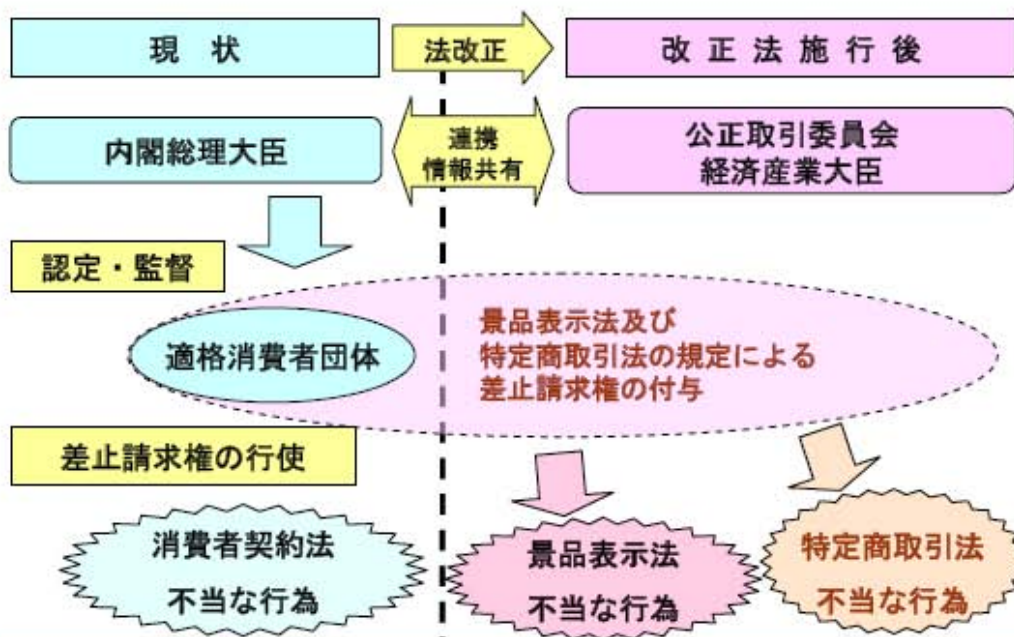 現 状
法改正
改 正 法 施 行 後
内閣総理大臣
連携
情報共有
公正取引委員会
経済産業大臣
認定・監督
適格消費者団体
景品表示法及び
特定商取引法の規定による
差止請求権の付与
差止請求権の行使
消費者契約法
不当な行為
景品表示法
不当な行為
特定商取引法
不当な行為